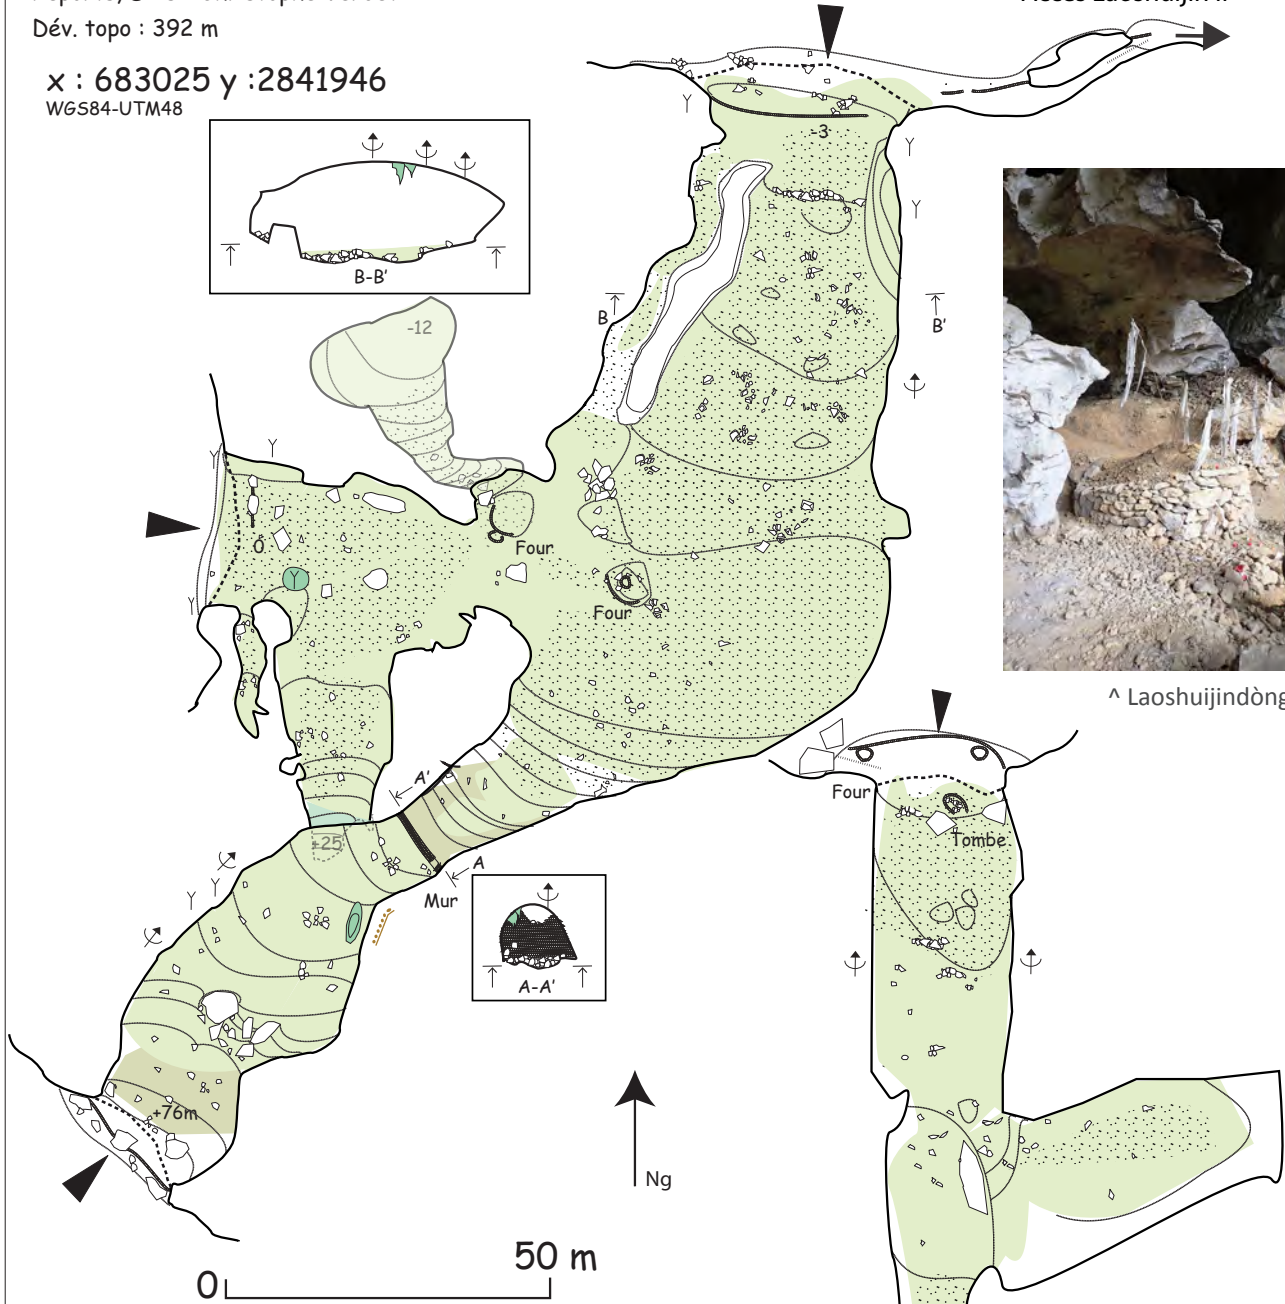 Dév. topo : 392 m
x : 683025 y :2841946
WGS84-UTM48
-3
B-B'
-12
B
B'
Y
Y
Y
Y
Y
Y
0
Four
Four
Y
Y
^ Laoshuijindòng
A'
+25
Four
Tombe
A
Mur
Y
Y
A-A'
+76m
Ng
0
50 m